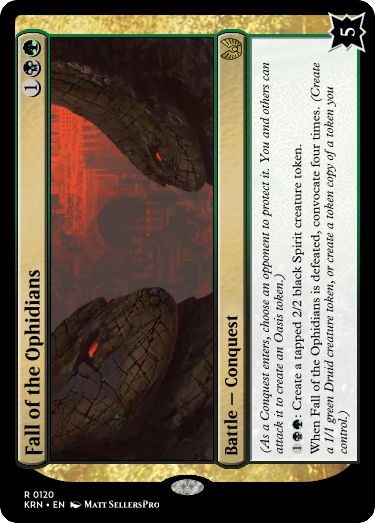 Fall of the Ophidians
Battle — Conquest
(As a Conquest enters, choose an opponent to protect it. You and others can
attack it to create an Oasis token.)
1: Create a tapped 2/2 black Spirit creature token.
When Fall of the Ophidians is defeated, convocate four times. (Create
a 1/1 green Druid creature token, or create a token copy of a token you
control.)
5
1
R 0120
KRN • EN MATT SELLERSPRO